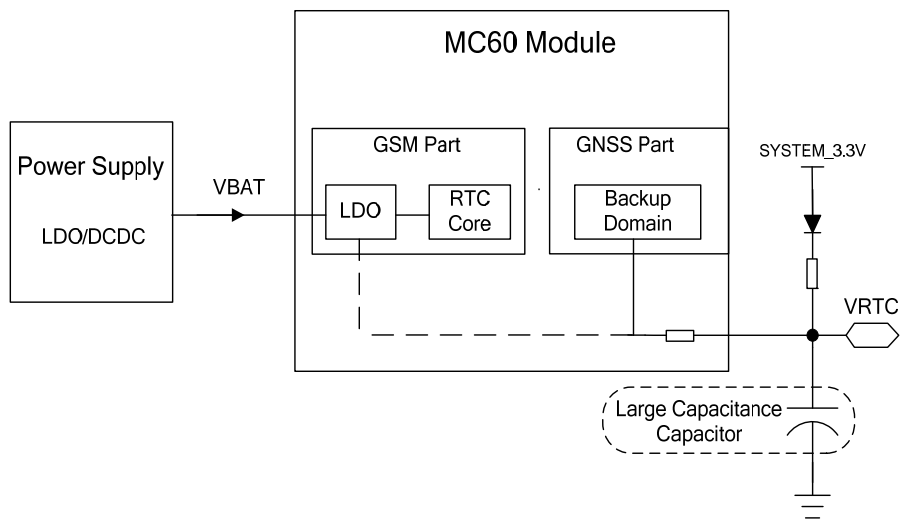 MC60 Module
Power Supply
LDO/DCDC
VBAT
GSM Part
LDO
RTC
Core
GNSS Part
Backup
Domain
SYSTEM_3.3V
VRTC
Large Capacitance
Capacitor